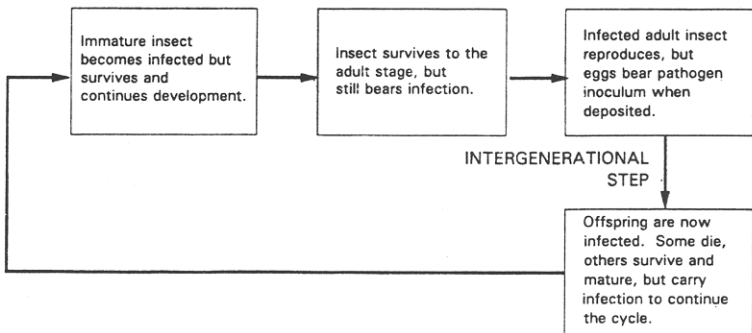 Immature insect
becomes infected but
survives and
continues development.
Insect survives to the
adult stage, but
still bears infection.
Infected adult insect
reproduces, but
eggs bear pathogen
inoculum when
deposited.
INTERGENERATIONAL
STEP
Offspring are now
infected. Some die,
others survive and
mature, but carry
infection to continue
the cycle.